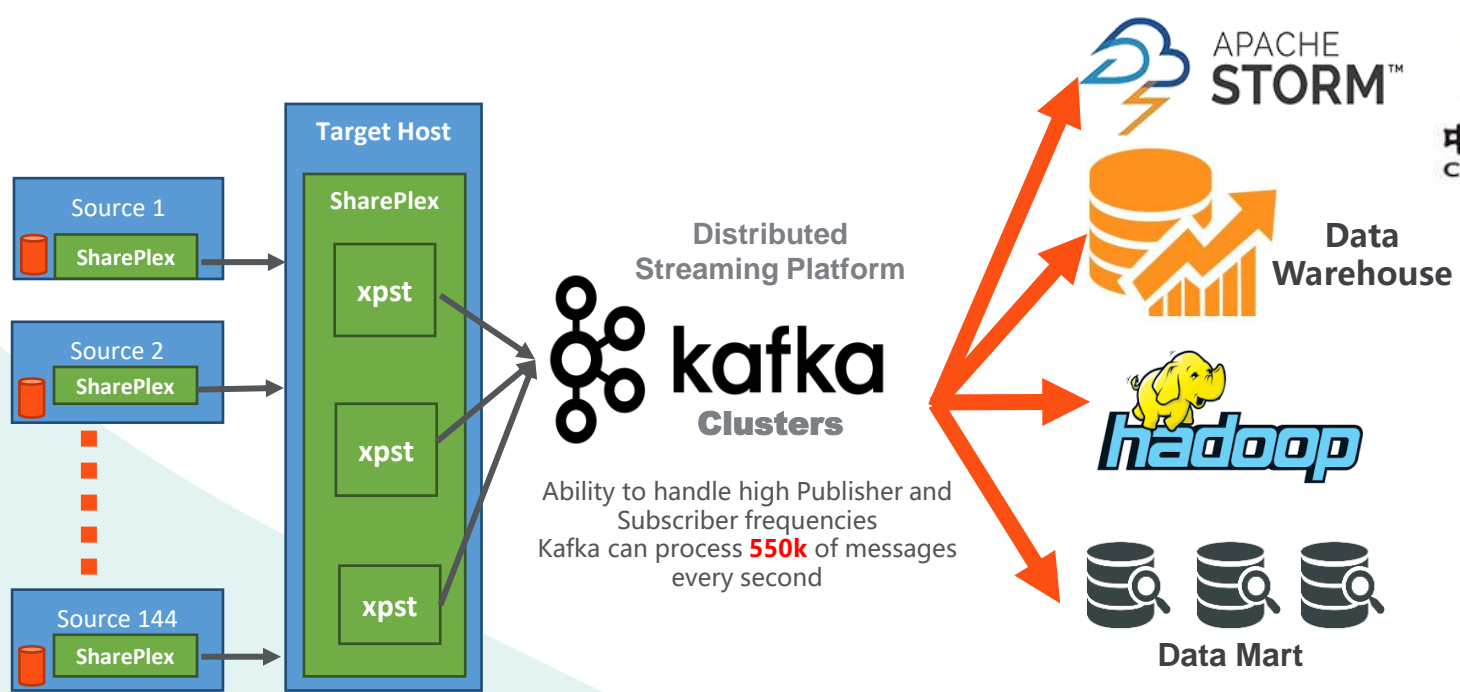 Source 1
SharePlex
Source 2
SharePlex
Source 144
SharePlex
Target Host
SharePlex
xpst
xpst
xpst
Distributed
Streaming Platform
kafka
Clusters
Ability to handle high Publisher and
Subscriber frequencies
Kafka can process 550k of messages
every second
APACHE
STORM™
Data
Warehouse
hadoop
Data Mart